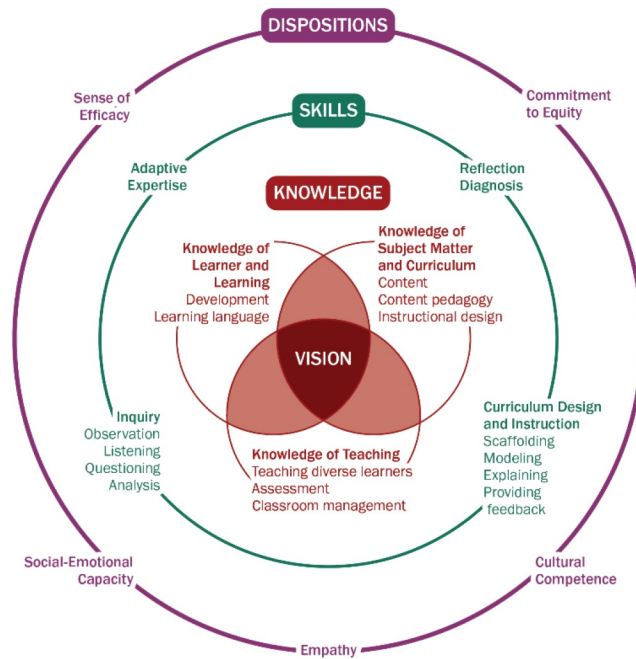 DISPOSITIONS
Sense of
Efficacy
Commitment
to Equity
SKILLS
Adaptive
Expertise
Reflection
Diagnosis
KNOWLEDGE
Knowledge of
Learner and
Learning
Development
Learning language
Knowledge of
Subject Matter
and Curriculum
Content
Content pedagogy
Instructional design
VISION
Inquiry
Observation
Listening
Questioning
Analysis
Knowledge of Teaching
Teaching diverse learners
Assessment
Classroom management
Curriculum Design
and Instruction
Scaffolding
Modeling
Explaining
Providing
feedback
Social-Emotional
Capacity
Cultural
Competence
Empathy